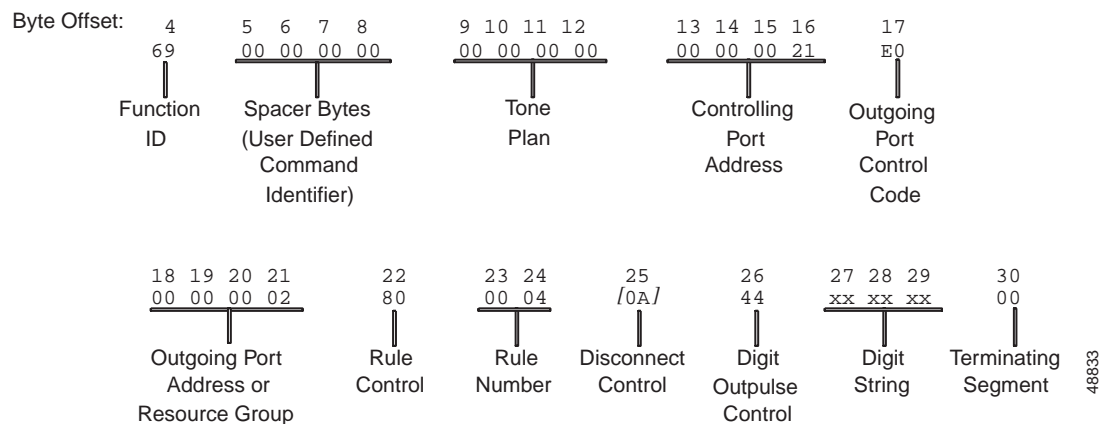 Byte Offset: 4 5 6 7 8 9 10 11 12 13 14 15 16 17
69 00 00 00 00 00 00 00 00 00 00 00 21 E0
Function Spacer Bytes Tone Controlling Outgoing
ID (User Defined Plan Port Port
Command Address Control
Identifier) Code
18 19 20 21 22 23 24 25 26 27 28 29 30
00 00 00 02 80 00 04 [0A] 44 xx xx xx 00
Outgoing Port Rule Rule Disconnect Digit Digit Terminating
Address or Control Number Control Outpulse String Segment
Resource Group Control
48833